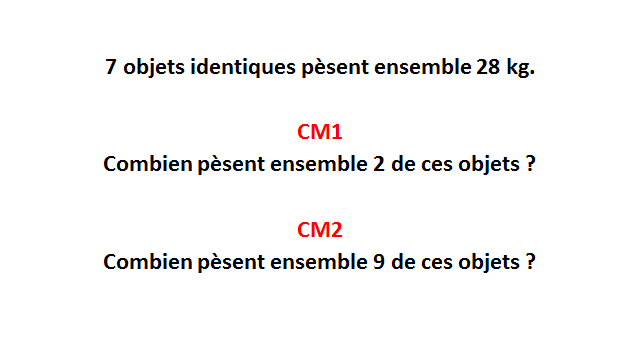 7 objets identiques pèsent ensemble 28 kg.
CM1
Combien pèsent ensemble 2 de ces objets ?
CM2
Combien pèsent ensemble 9 de ces objets ?